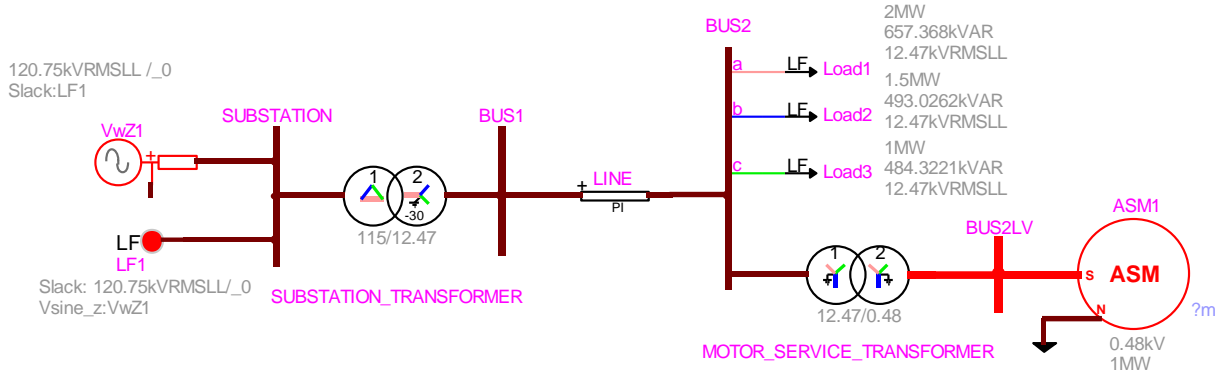 120.75kVRMSLL /_0
Slack:LF1
VwZ1
+
SUBSTATION
LF
LF1
Slack: 120.75kVRMSLL/_0
Vsine_z:VwZ1
1
2
-30
115/12.47
SUBSTATION_TRANSFORMER
BUS1
LINE
+
PI
BUS2
a
LF
Load1
2MW
657.368kVAR
12.47kVRMSLL
b
LF
Load2
1.5MW
493.0262kVAR
12.47kVRMSLL
c
LF
Load3
1MW
484.3221kVAR
12.47kVRMSLL
1
2
12.47/0.48
MOTOR_SERVICE_TRANSFORMER
BUS2LV
ASM1
S
ASM
N
?m
0.48kV
1MW